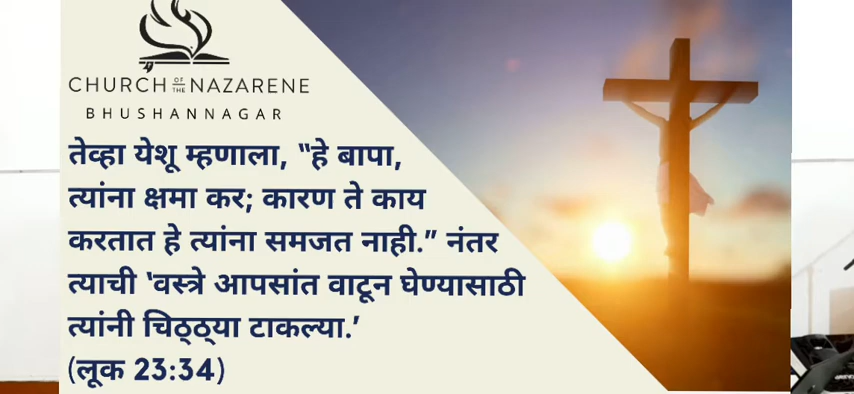 CHURCH OF THE NAZARENE
BHUSHANNAGAR
तेव्हा येशू म्हणाला, “हे बापा,
त्यांना क्षमा कर; कारण ते काय
करतात हे त्यांना समजत नाही.” नंतर
त्याची ‘वस्त्रे आपसांत वाटून घेण्यासाठी
त्यांनी चिठ्ठ्या टाकल्या.’
(लूक 23:34)